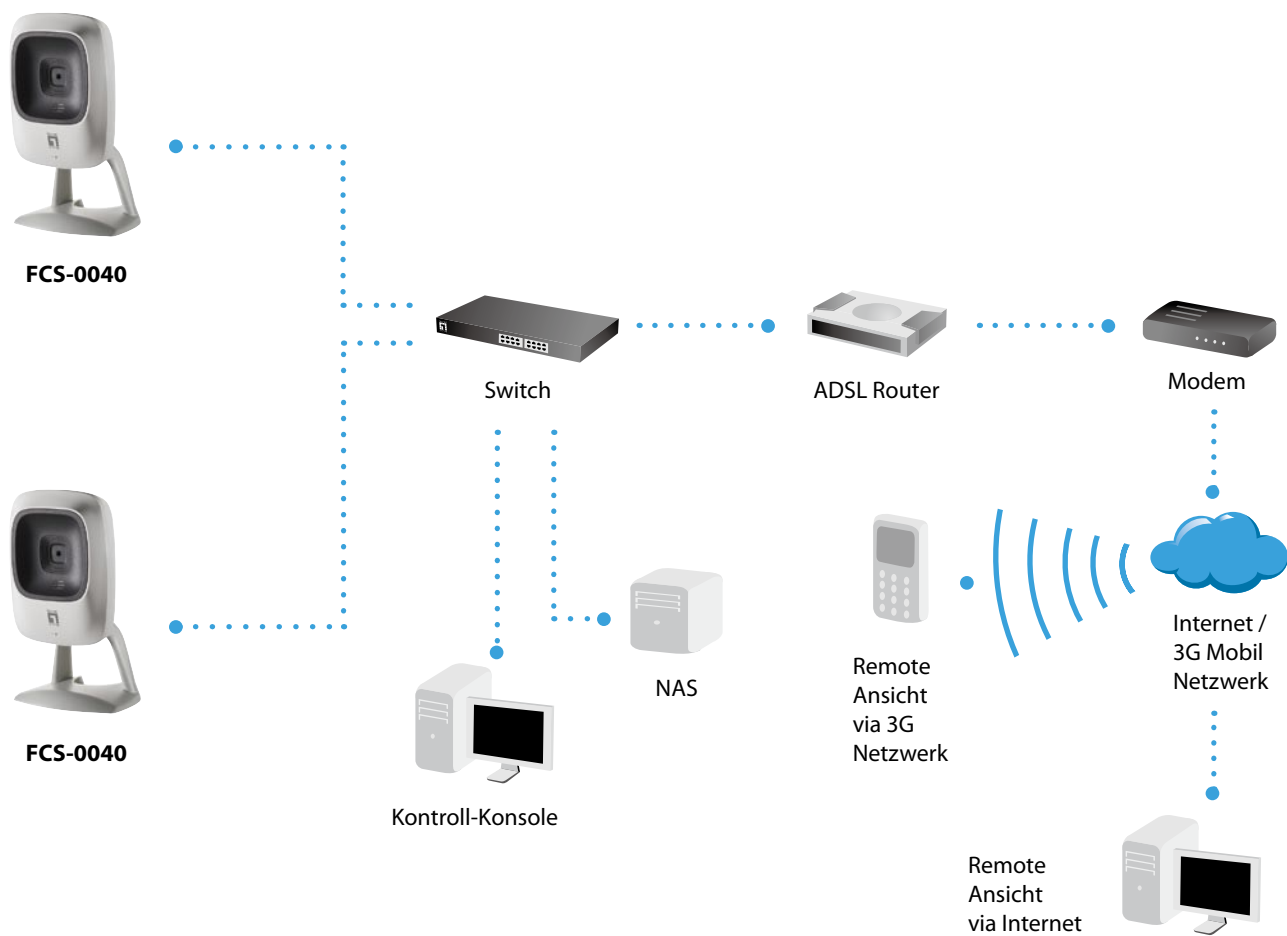 FCS-0040
Switch
ADSL Router
Modem
FCS-0040
Kontroll-Konsole
NAS
Remote
Ansicht
via 3G
Netzwerk
Internet /
3G Mobil
Netzwerk
Remote
Ansicht
via Internet